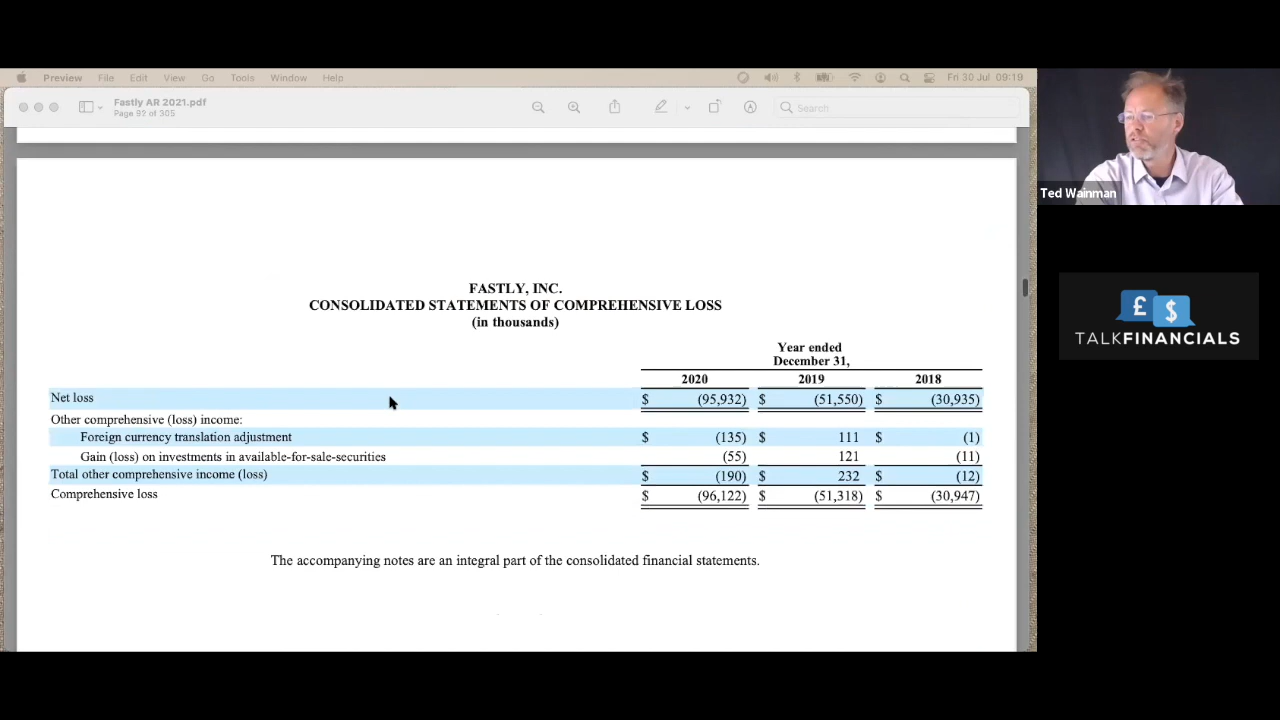 Preview File Edit View Go Tools Window Help Fri 30 Jul 09:19
Fastly AR 2021.pdf
Page 92 of 305
Search
Ted Wainman
£ $
TALKFINANCIALS
FASTLY, INC.
CONSOLIDATED STATEMENTS OF COMPREHENSIVE LOSS
(in thousands)
Year ended
December 31,
2020 2019 2018
Net loss $ (95,932) $ (51,550) $ (30,935)
Other comprehensive (loss) income:
Foreign currency translation adjustment $ (135) $ 111 $ (1)
Gain (loss) on investments in available-for-sale-securities (55) 121 (11)
Total other comprehensive income (loss) $ (190) $ 232 $ (12)
Comprehensive loss $ (96,122) $ (51,318) $ (30,947)
The accompanying notes are an integral part of the consolidated financial statements.